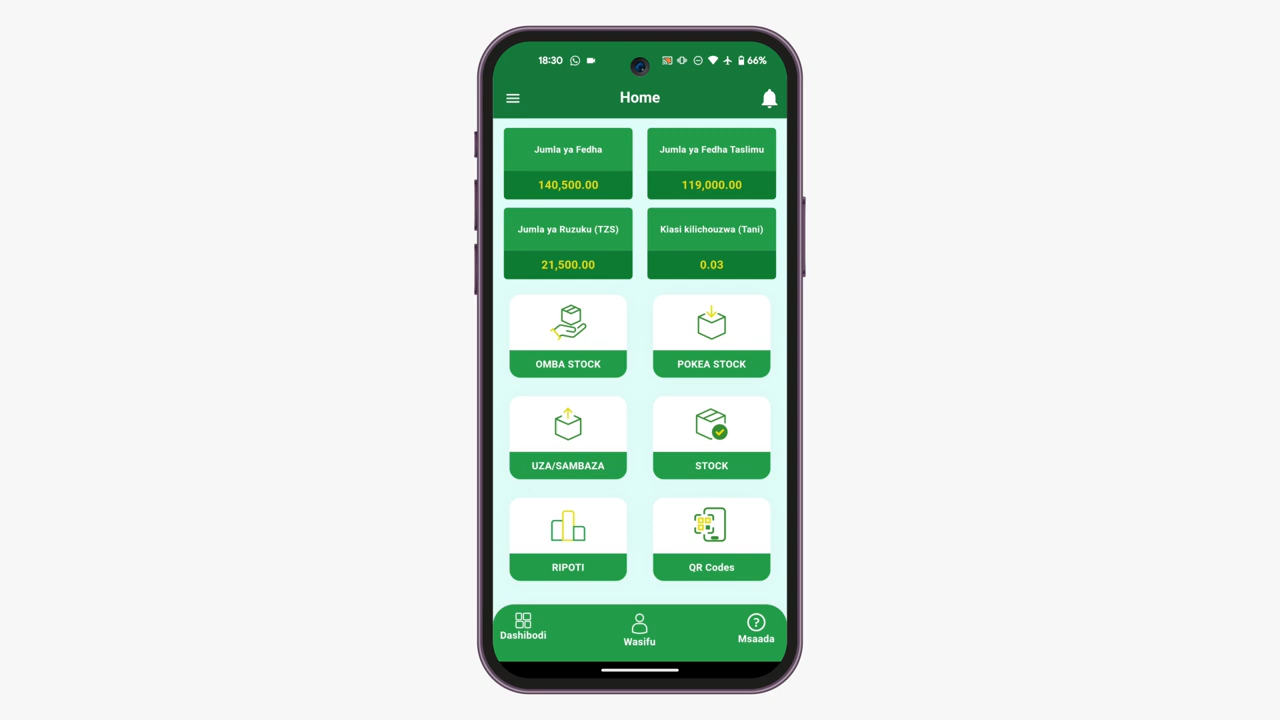 18:30
66%
Home
Jumla ya Fedha
140,500.00
Jumla ya Fedha Taslimu
119,000.00
Jumla ya Ruzuku (TZS)
21,500.00
Kiasi kilichouzwa (Tani)
0.03
OMBA STOCK
POKEA STOCK
UZA/SAMBAZA
STOCK
RIPOTI
QR Codes
Dashibodi
Wasifu
Msaada